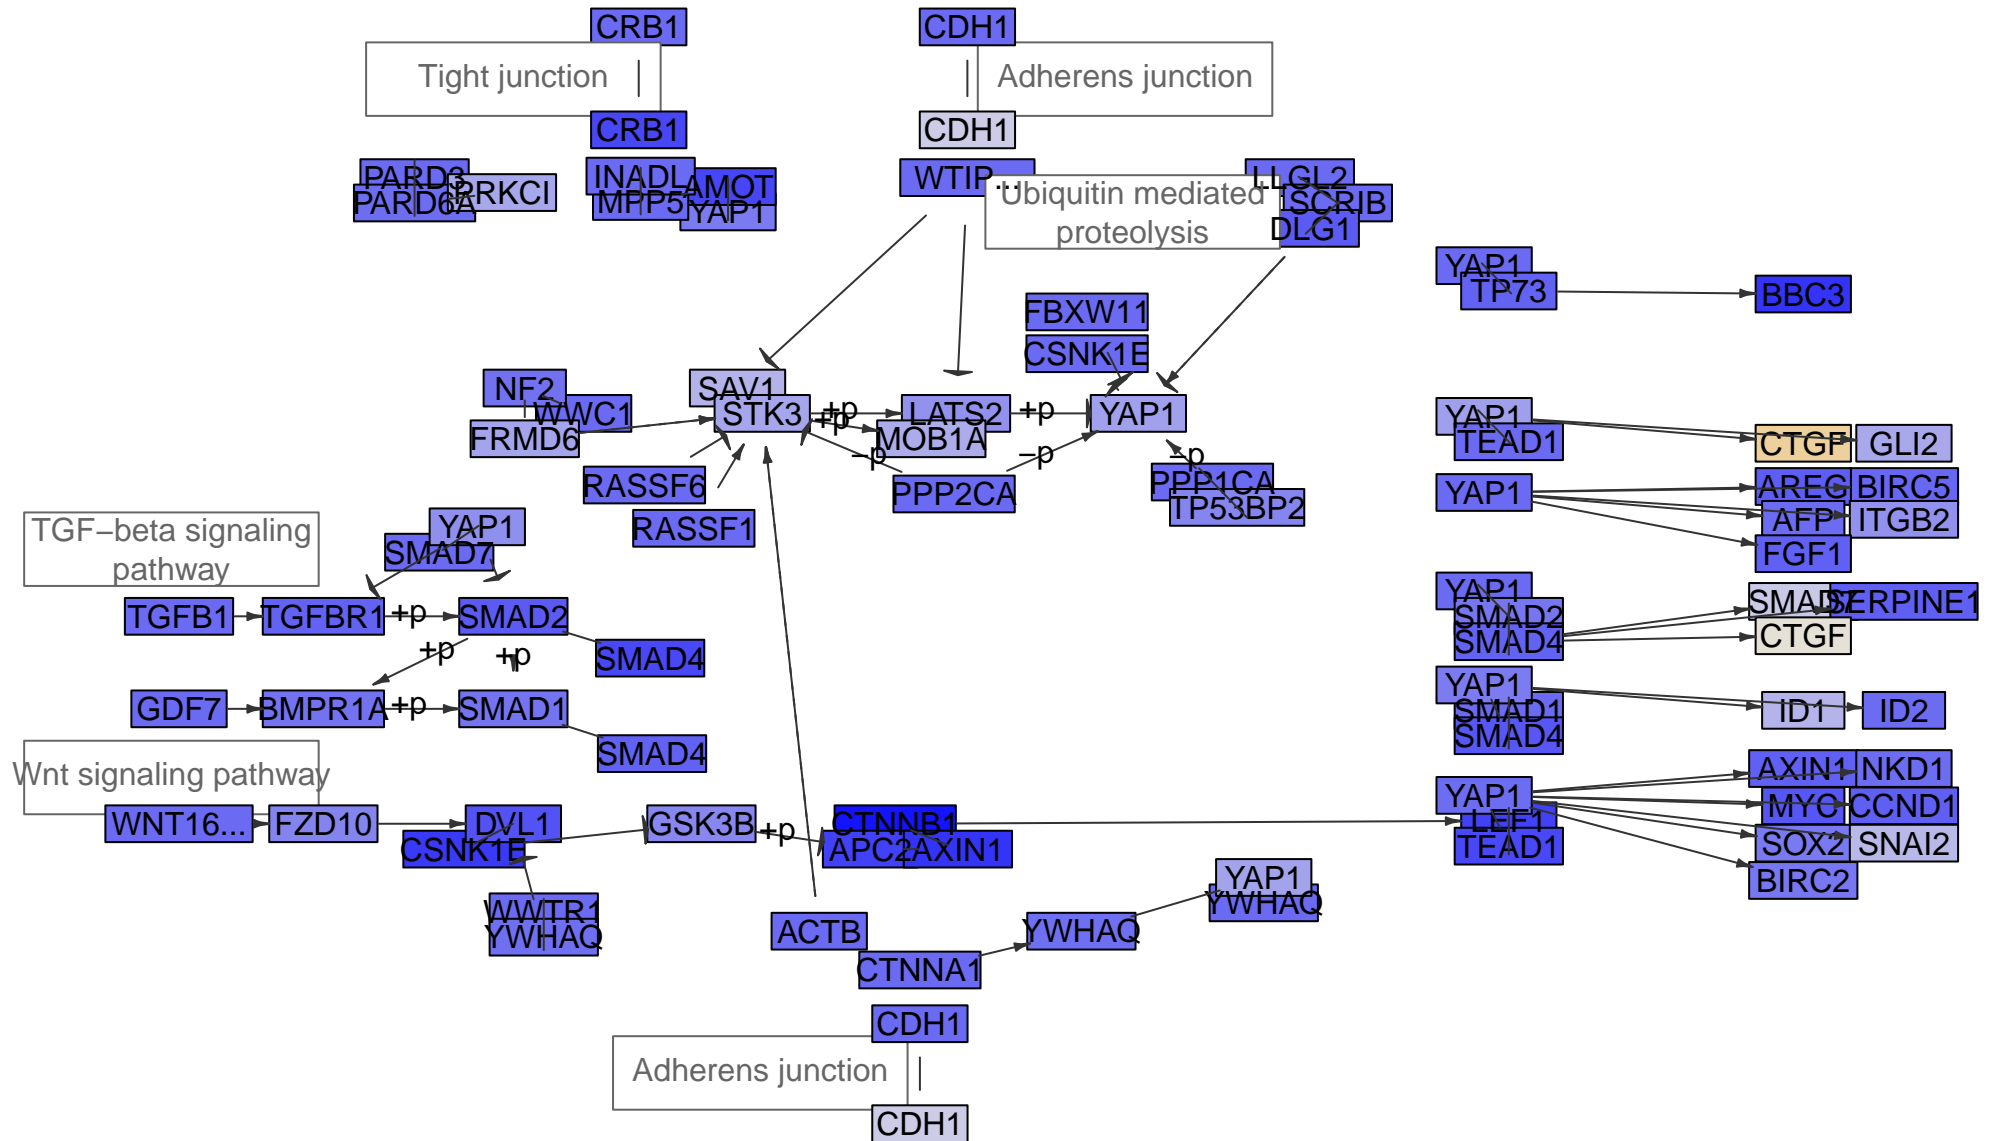 CRB1
CDH1
Tight junction
Adherens junction
CRB1
CDH1
PARD3
PRKCI
PARD6A
INADL
AMOT
MPP5
YAP1
WTIP...
LLGL2
SCRIB
DLG1
Ubiquitin mediated
proteolysis
YAP1
TP73
BBC3
FBXW11
CSNK1E
NF2
WWC1
FRMD6
SAV1
STK3
+p
+p
LATS2
MOB1A
+p
YAP1
−p
−p
−p
RASSF6
RASSF1
PPP2CA
PPP1CA
TP53BP2
YAP1
TEAD1
CTGF
GLI2
YAP1
AREG
BIRC5
AFP
ITGB2
FGF1
TGF−beta signaling
pathway
YAP1
SMAD7
TGFB1
TGFBR1
+p
SMAD2
+p
+p
SMAD4
YAP1
SMAD2
SMAD4
SMAD7
SERPINE1
CTGF
GDF7
BMPR1A
+p
SMAD1
SMAD4
YAP1
SMAD1
SMAD4
ID1
ID2
Wnt signaling pathway
WNT16...
FZD10
DVL1
CSNK1E
GSK3B
+p
CTNNB1
APC2
AXIN1
YAP1
LEF1
TEAD1
AXIN1
NKD1
MYC
CCND1
SOX2
SNAI2
BIRC2
WWTR1
YWHAQ
ACTB
CTNNA1
YWHAQ
YAP1
YWHAQ
CDH1
Adherens junction
CDH1